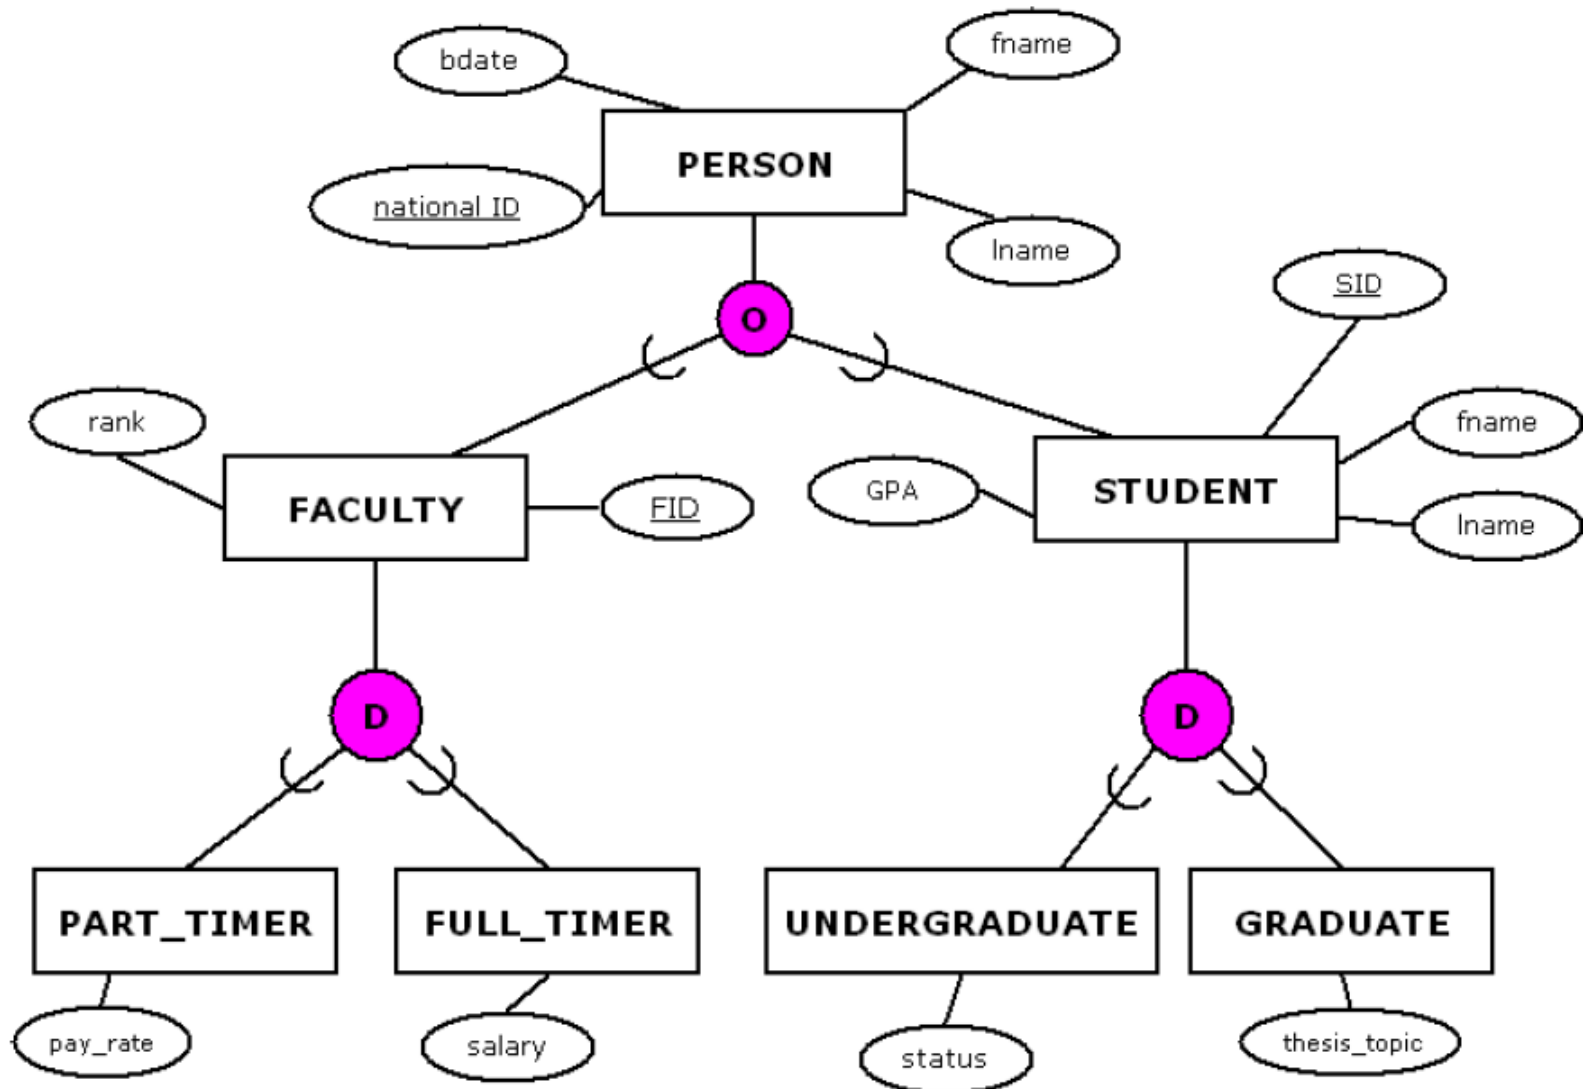 bdate
fname
PERSON
national ID
lname
SID
O
rank
fname
GPA
STUDENT
FACULTY
FID
lname
D
D
PART_TIMER
FULL_TIMER
UNDERGRADUATE
GRADUATE
pay_rate
salary
status
thesis_topic